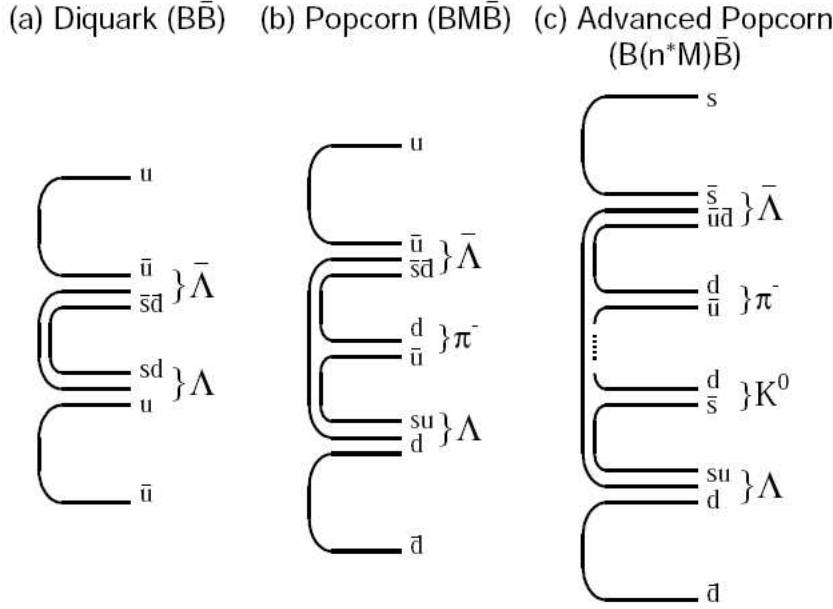 (a) Diquark (BB̄)
u
ū
s̄d̄
} Λ̄
sd
u
} Λ
ū
(b) Popcorn (BMB̄)
u
ū
s̄d̄
} Λ̄
d
ū
} π⁻
su
d
} Λ
d̄
(c) Advanced Popcorn
(B(n*M)B̄)
s
s̄
ūd̄
} Λ̄
d
ū
} π⁻
d
s̄
} K⁰
su
d
} Λ
d̄